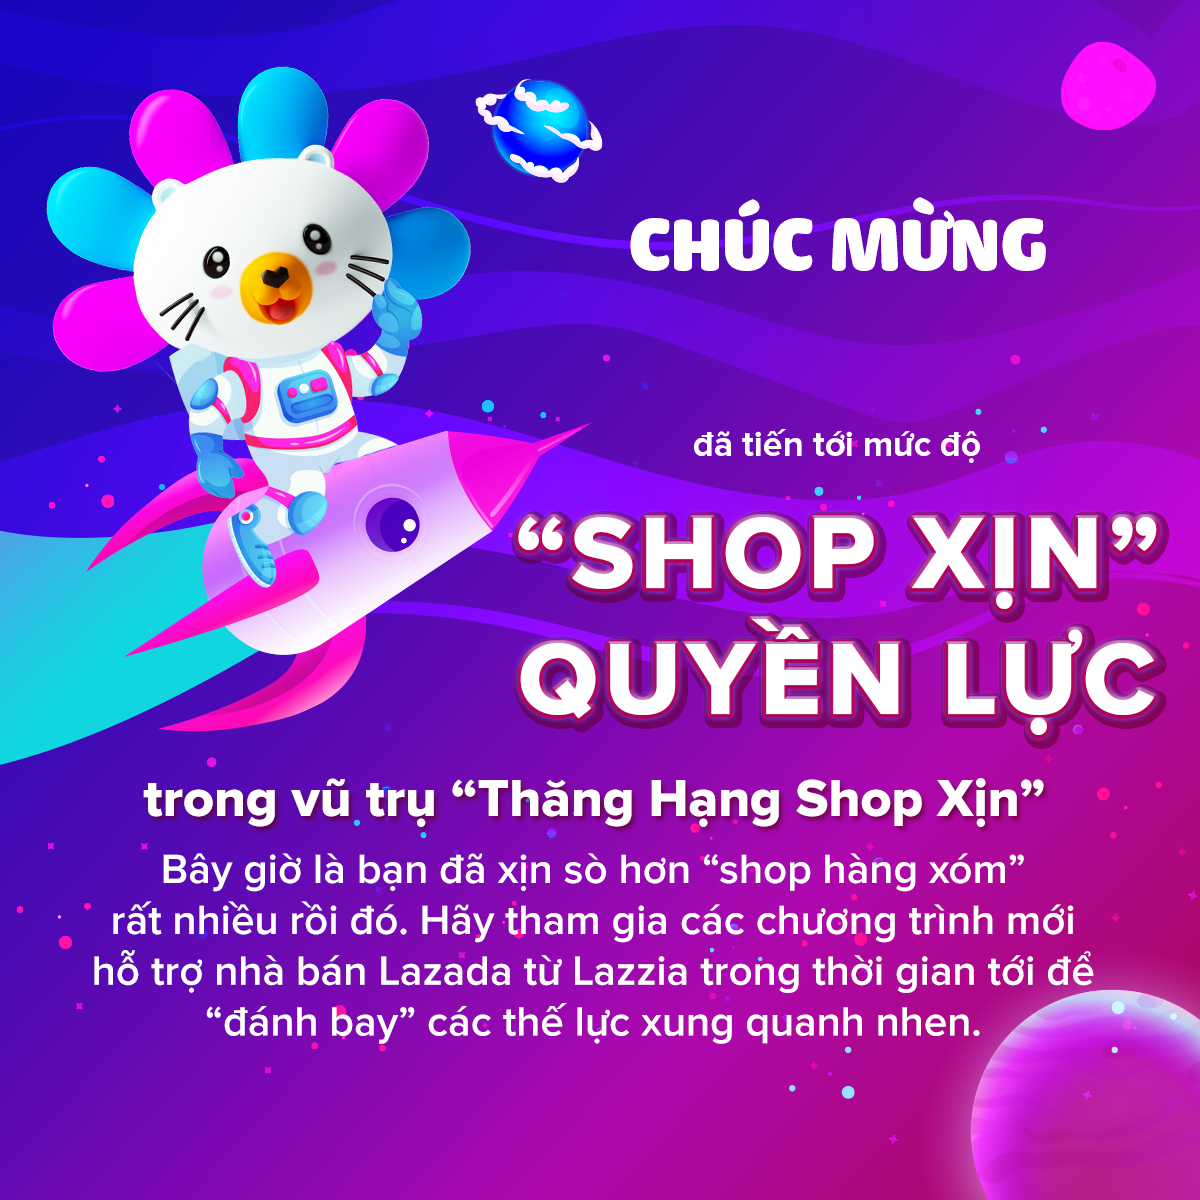 CHÚC MỪNG
đã tiến tới mức độ
“SHOP XỊN”
QUYỀN LỰC
trong vũ trụ “Thăng Hạng Shop Xịn”
Bây giờ là bạn đã xịn sò hơn “shop hàng xóm”
rất nhiều rồi đó. Hãy tham gia các chương trình mới
hỗ trợ nhà bán Lazada từ Lazzia trong thời gian tới để
“đánh bay” các thế lực xung quanh nhen.